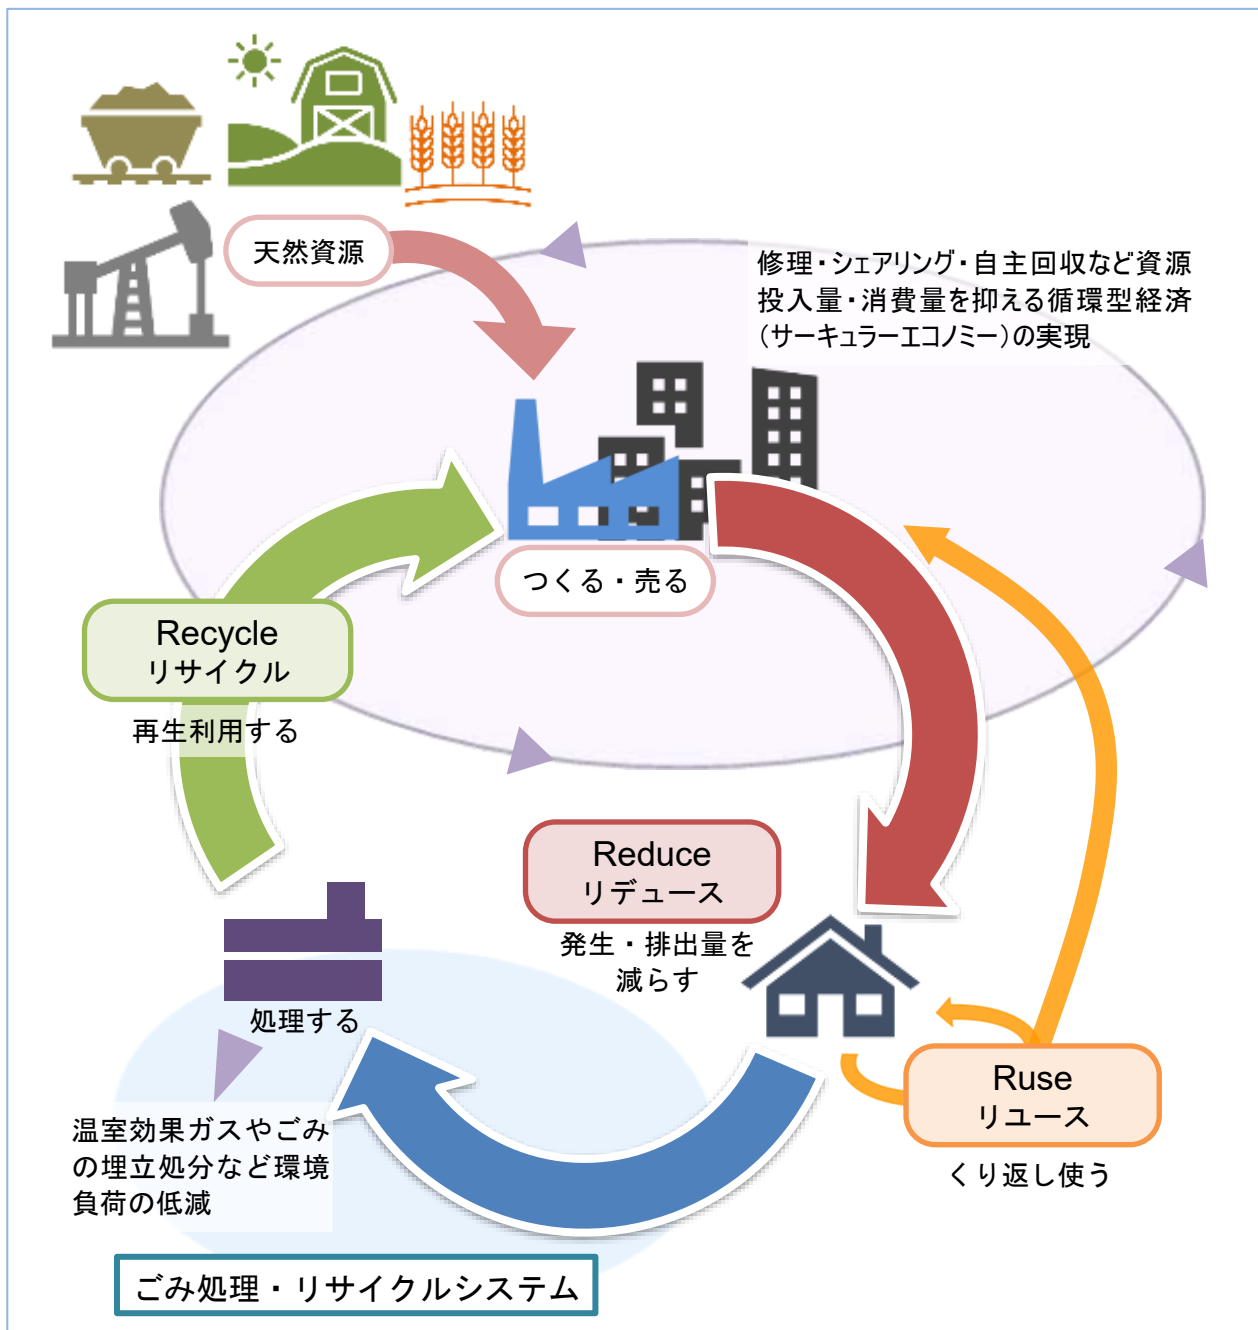 天然資源
修理・シェアリング・自主回収など資源
投入量・消費量を抑える循環型経済
（サーキュラーエコノミー）の実現
つくる・売る
Recycle
リサイクル
再生利用する
Reduce
リデュース
発生・排出量を
減らす
処理する
Ruse
リユース
くり返し使う
温室効果ガスやごみ
の埋立処分など環境
負荷の低減
ごみ処理・リサイクルシステム